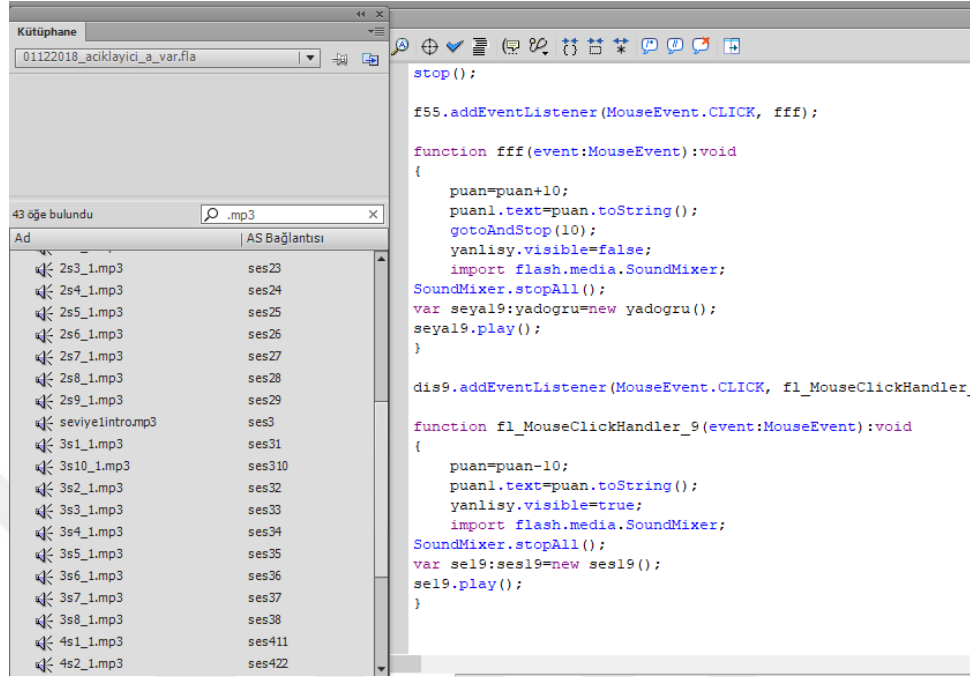 Kütüphane
01122018_aciklayici_a_var.fla
43 öğe bulundu
.mp3
Ad
AS Bağlantısı
2s3_1.mp3 ses23
2s4_1.mp3 ses24
2s5_1.mp3 ses25
2s6_1.mp3 ses26
2s7_1.mp3 ses27
2s8_1.mp3 ses28
2s9_1.mp3 ses29
seviye1intro.mp3 ses3
3s1_1.mp3 ses31
3s10_1.mp3 ses310
3s2_1.mp3 ses32
3s3_1.mp3 ses33
3s4_1.mp3 ses34
3s5_1.mp3 ses35
3s6_1.mp3 ses36
3s7_1.mp3 ses37
3s8_1.mp3 ses38
4s1_1.mp3 ses411
4s2_1.mp3 ses422
stop();
f55.addEventListener(MouseEvent.CLICK, fff);
function fff(event:MouseEvent):void
{
puan=puan+10;
puan1.text=puan.toString();
gotoAndStop(10);
yanlisy.visible=false;
import flash.media.SoundMixer;
SoundMixer.stopAll();
var seya19:yadogru=new yadogru();
seya19.play();
}
dis9.addEventListener(MouseEvent.CLICK, fl_MouseClickHandler_
function fl_MouseClickHandler_9(event:MouseEvent):void
{
puan=puan-10;
puan1.text=puan.toString();
yanlisy.visible=true;
import flash.media.SoundMixer;
SoundMixer.stopAll();
var se19:ses19=new ses19();
se19.play();
}